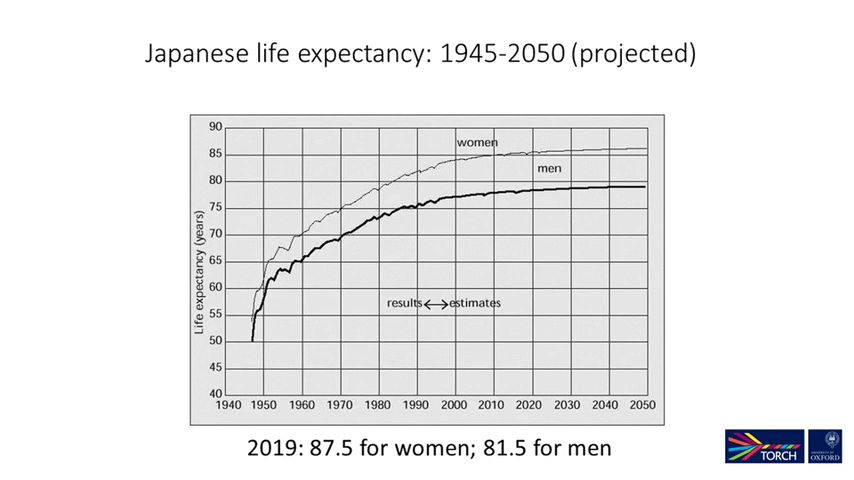 Japanese life expectancy: 1945-2050 (projected)
90
85
80
75
70
65
60
55
50
45
40
Life expectancy (years)
women
men
results
estimates
1940 1950 1960 1970 1980 1990 2000 2010 2020 2030 2040 2050
2019: 87.5 for women; 81.5 for men
TORCH
UNIVERSITY OF
OXFORD